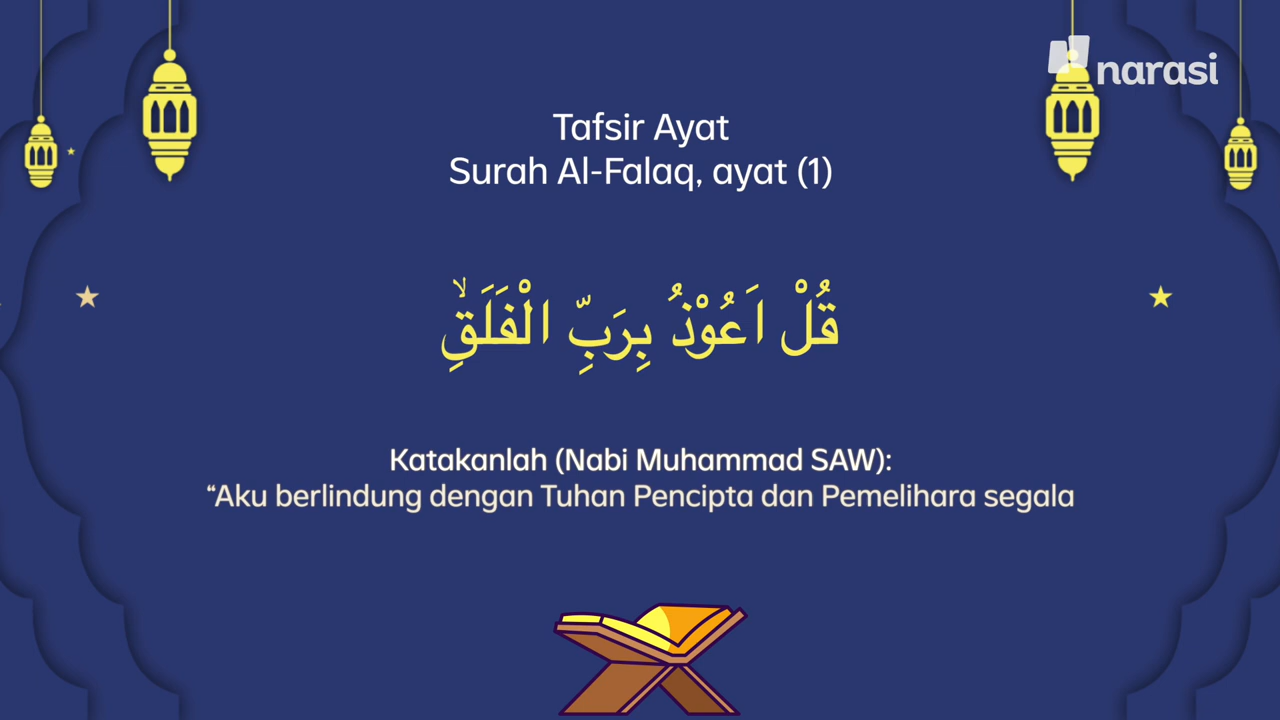 narasi
Tafsir Ayat
Surah Al-Falaq, ayat (1)
قُلْ اَعُوْذُ بِرَبِّ الْفَلَقِۙ
Katakanlah (Nabi Muhammad SAW):
“Aku berlindung dengan Tuhan Pencipta dan Pemelihara segala